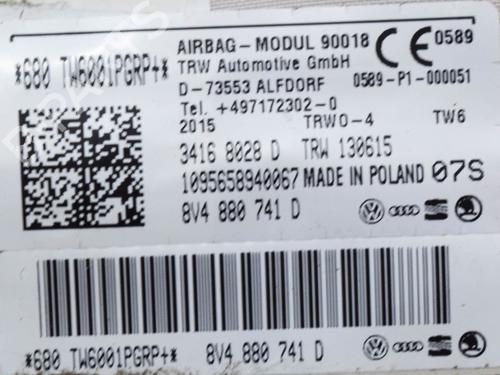 *680 TW6001PGRP+*
AIRBAG-MODUL 90018 CE 0589
TRW Automotive GmbH
D-73553 ALFDORF 0589-P1-000051
Tel. +497172302-0
2015 TRWO-4 TW6
3416 8028 D TRW 130615
1095658940067 MADE IN POLAND 07S
8V4 880 741 D
*680 TW6001PGRP+* 8V4 880 741 D